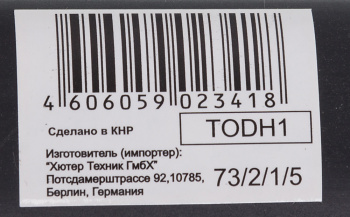 4 606059 023418
Сделано в КНР
TODH1
Изготовитель (импортер):
"Хютер Техник ГмбХ"
Потсдамерштрассе 92,10785,
Берлин, Германия
73/2/1/5